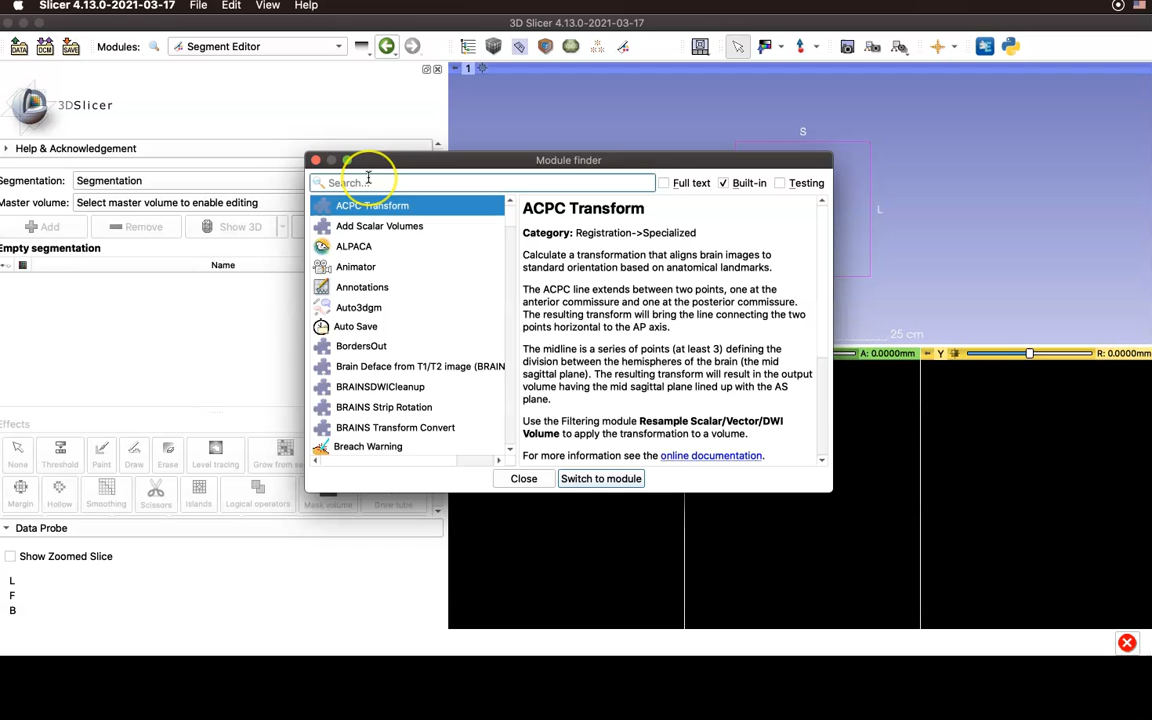 Slicer 4.13.0-2021-03-17 File Edit View Help
3D Slicer 4.13.0-2021-03-17
DATA DCM SAVE Modules: Segment Editor
1
3DSlicer
Help & Acknowledgement
Segmentation: Segmentation
Master volume: Select master volume to enable editing
Add Remove Show 3D
Empty segmentation
Name
Module finder
Search... Full text Built-in Testing
ACPC Transform
Add Scalar Volumes
ALPACA
Animator
Annotations
Auto3dgm
Auto Save
BordersOut
Brain Deface from T1/T2 image (BRAIN
BRAINSDWICleanup
BRAINS Strip Rotation
BRAINS Transform Convert
Breach Warning
ACPC Transform
Category: Registration->Specialized
Calculate a transformation that aligns brain images to
standard orientation based on anatomical landmarks.
The ACPC line extends between two points, one at the
anterior commissure and one at the posterior commissure.
The resulting transform will bring the line connecting the two
points horizontal to the AP axis.
The midline is a series of points (at least 3) defining the
division between the hemispheres of the brain (the mid
sagittal plane). The resulting transform will result in the output
volume having the mid sagittal plane lined up with the AS
plane.
Use the Filtering module Resample Scalar/Vector/DWI
Volume to apply the transformation to a volume.
For more information see the online documentation.
Close Switch to module
S
L
25 cm
A: 0.0000mm Y R: 0.0000mm
Effects
None Threshold Paint Draw Erase Level tracing Grow from se
Margin Hollow Smoothing Scissors Islands Logical operators Mask volume Grow tube
Data Probe
Show Zoomed Slice
L
F
B